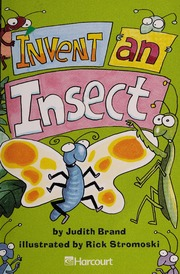 INVENT an
Insect
by Judith Brand
illustrated by Rick Stromoski
Harcourt